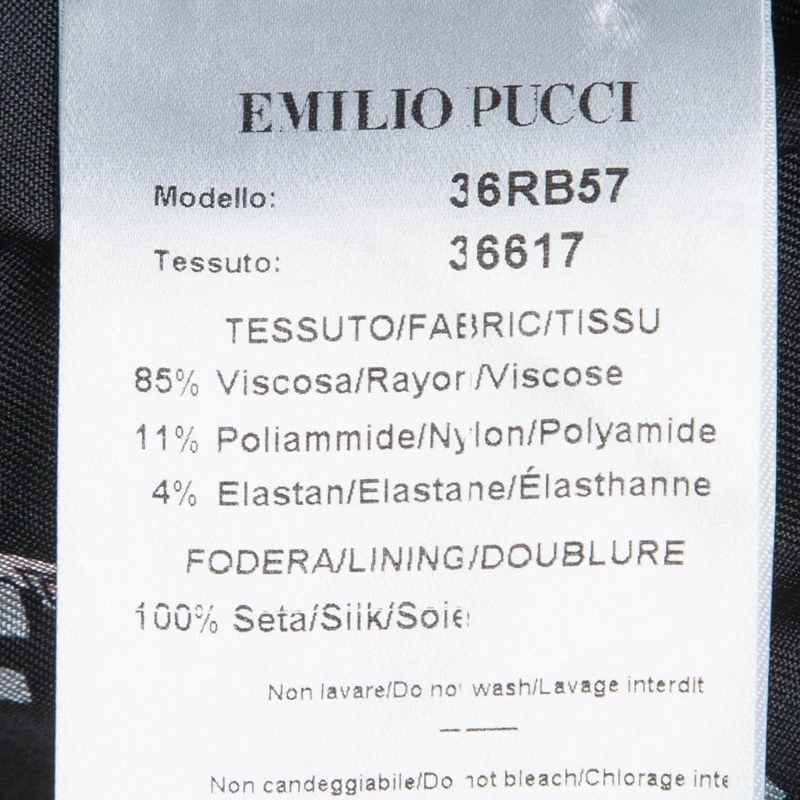 EMILIO PUCCI
Modello: 36RB57
Tessuto: 36617
TESSUTO/FABRIC/TISSU
85% Viscosa/Rayon/Viscose
11% Poliammide/Nylon/Polyamide
4% Elastan/Elastane/Élasthanne
FODERA/LINING/DOUBLURE
100% Seta/Silk/Soie
Non lavare/Do not wash/Lavage interdit
Non candeggiabile/Do not bleach/Chlorage inte